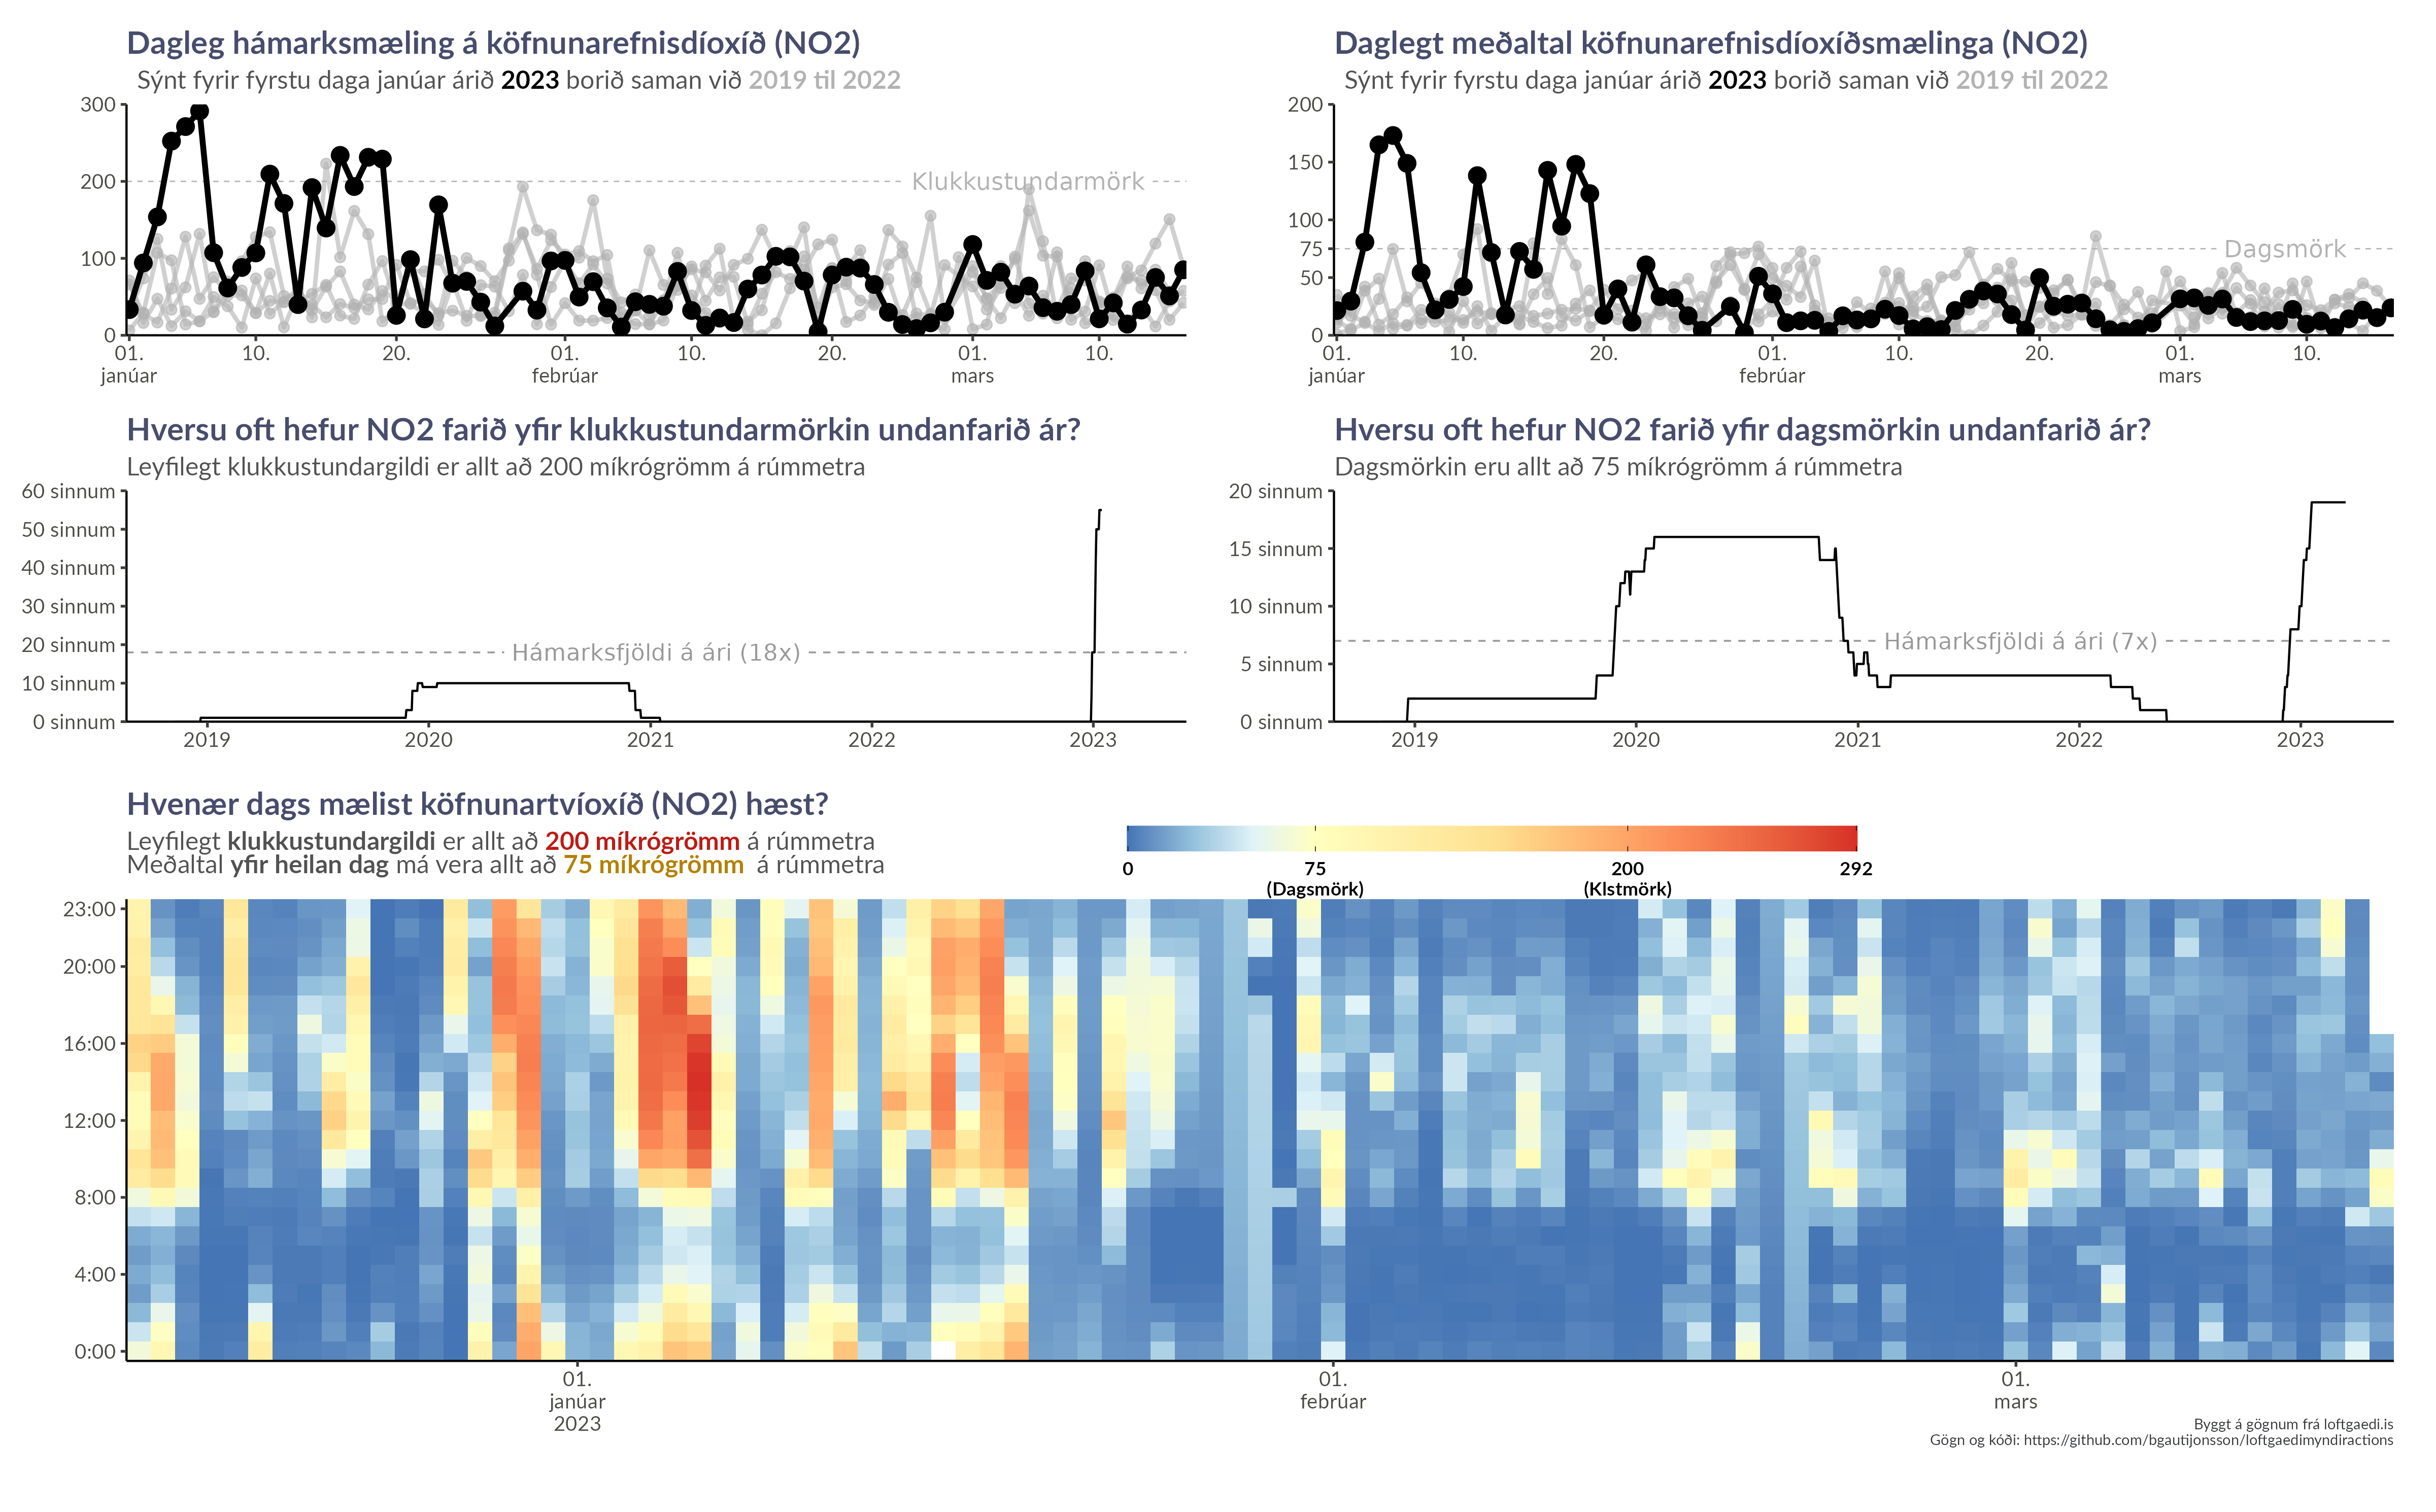 Dagleg hámarksmæling á köfnunarefnisdíoxíð (NO2)
Sýnt fyrir fyrstu daga janúar árið 2023 borið saman við 2019 til 2022
300
200
100
0
Klukkustundarmörk
01. 10. 20. 01. 10. 20. 01. 10.
janúar febrúar mars
Daglegt meðaltal köfnunarefnisdíoxíðsmælinga (NO2)
Sýnt fyrir fyrstu daga janúar árið 2023 borið saman við 2019 til 2022
200
150
100
75
50
0
Dagsmörk
01. 10. 20. 01. 10. 20. 01. 10.
janúar febrúar mars
Hversu oft hefur NO2 farið yfir klukkustundarmörkin undanfarið ár?
Leyfilegt klukkustundargildi er allt að 200 míkrógrömm á rúmmetra
60 sinnum
50 sinnum
40 sinnum
30 sinnum
20 sinnum
10 sinnum
0 sinnum
Hámarksfjöldi á ári (18x)
2019 2020 2021 2022 2023
Hversu oft hefur NO2 farið yfir dagsmörkin undanfarið ár?
Dagsmörkin eru allt að 75 míkrógrömm á rúmmetra
20 sinnum
15 sinnum
10 sinnum
5 sinnum
0 sinnum
Hámarksfjöldi á ári (7x)
2019 2020 2021 2022 2023
Hvenær dags mælist köfnunartvíoxíð (NO2) hæst?
Leyfilegt klukkustundargildi er allt að 200 míkrógrömm á rúmmetra
Meðaltal yfir heilan dag má vera allt að 75 míkrógrömm á rúmmetra
0 75 200 292
(Dagsmörk) (Klstmörk)
23:00
20:00
16:00
12:00
8:00
4:00
0:00
01. 01. 01.
janúar febrúar mars
2023
Byggt á gögnum frá loftgaedi.is
Gögn og kóði: https://github.com/bgautijonsson/loftgaedimyndiractions